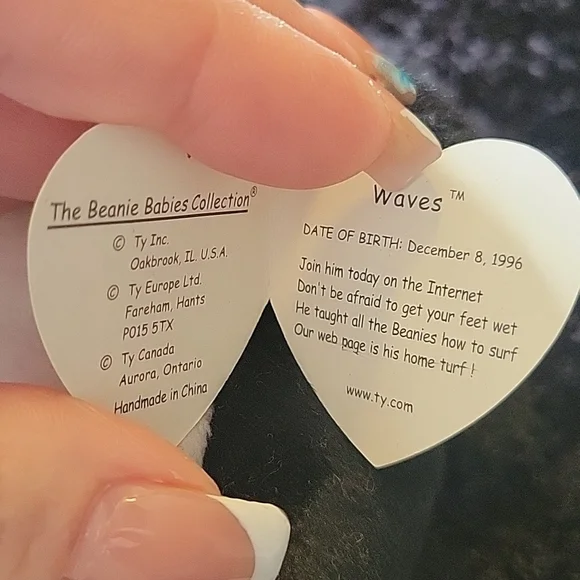 The Beanie Babies Collection®
© Ty Inc.
Oakbrook, IL. U.S.A.
© Ty Europe Ltd.
Fareham, Hants
P015 5TX
© Ty Canada
Aurora, Ontario
Handmade in China
Waves ™
DATE OF BIRTH: December 8, 1996
Join him today on the Internet
Don't be afraid to get your feet wet
He taught all the Beanies how to surf
Our web page is his home turf !
www.ty.com